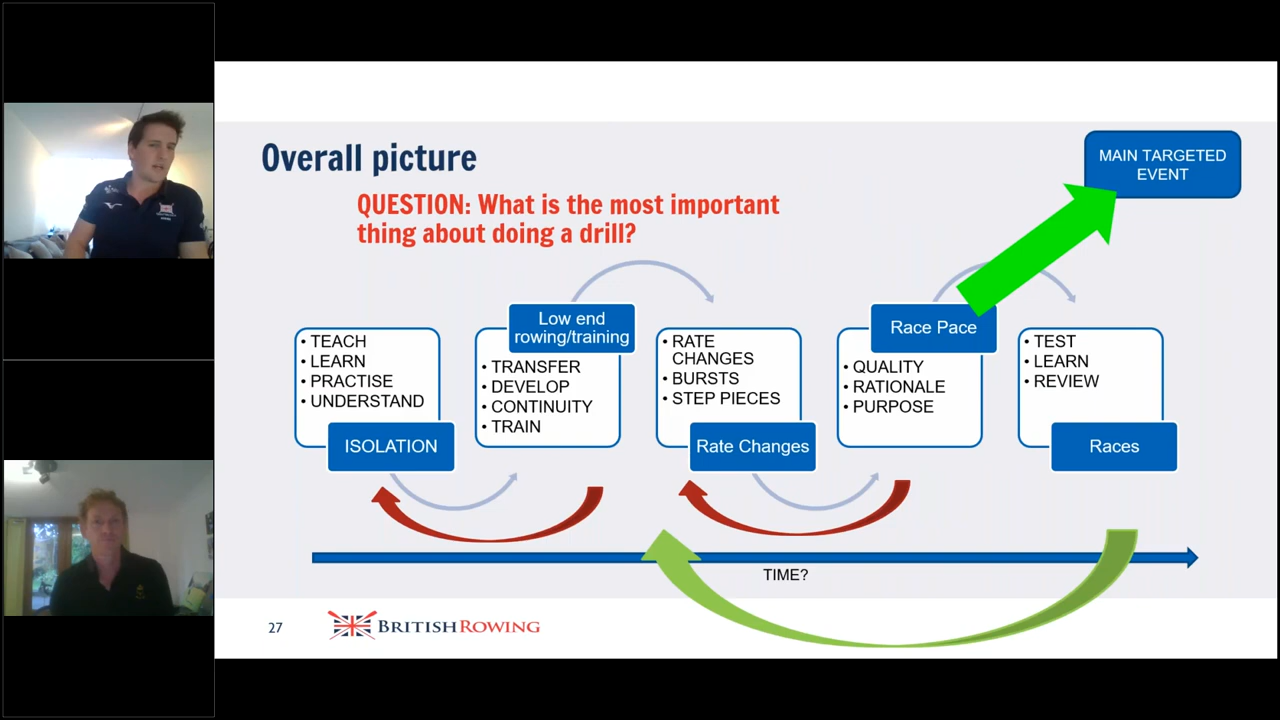 Overall picture
MAIN TARGETED
EVENT
QUESTION: What is the most important
thing about doing a drill?
• TEACH
• LEARN
• PRACTISE
• UNDERSTAND
ISOLATION
Low end
rowing/training
• TRANSFER
• DEVELOP
• CONTINUITY
• TRAIN
• RATE
CHANGES
• BURSTS
• STEP PIECES
Rate Changes
Race Pace
• QUALITY
• RATIONALE
• PURPOSE
• TEST
• LEARN
• REVIEW
Races
TIME?
27
BRITISH ROWING